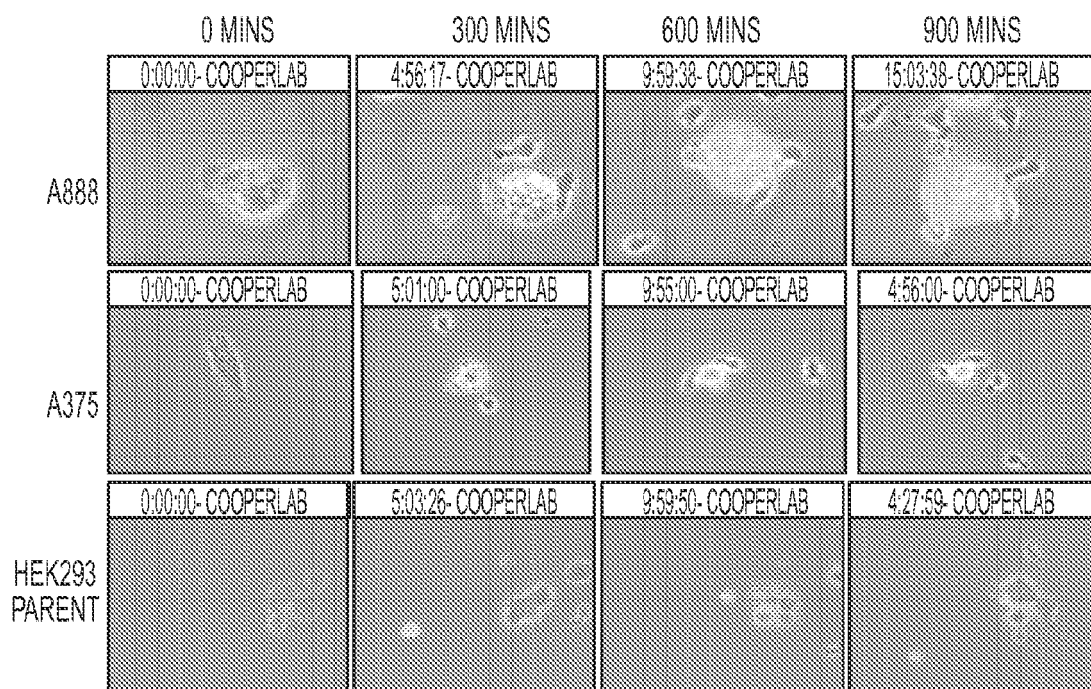 0 MINS 300 MINS 600 MINS 900 MINS
0:00:00- COOPERLAB 4:56:17- COOPERLAB 9:59:38- COOPERLAB 15:03:38- COOPERLAB
A888
0:00:00- COOPERLAB 5:01:00- COOPERLAB 9:55:00- COOPERLAB 4:56:00- COOPERLAB
A375
0:00:00- COOPERLAB 5:03:26- COOPERLAB 9:59:50- COOPERLAB 4:27:59- COOPERLAB
HEK293
PARENT